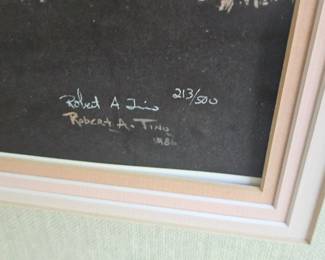 Robert A Tino 213/500
Robert A. Tino
1986